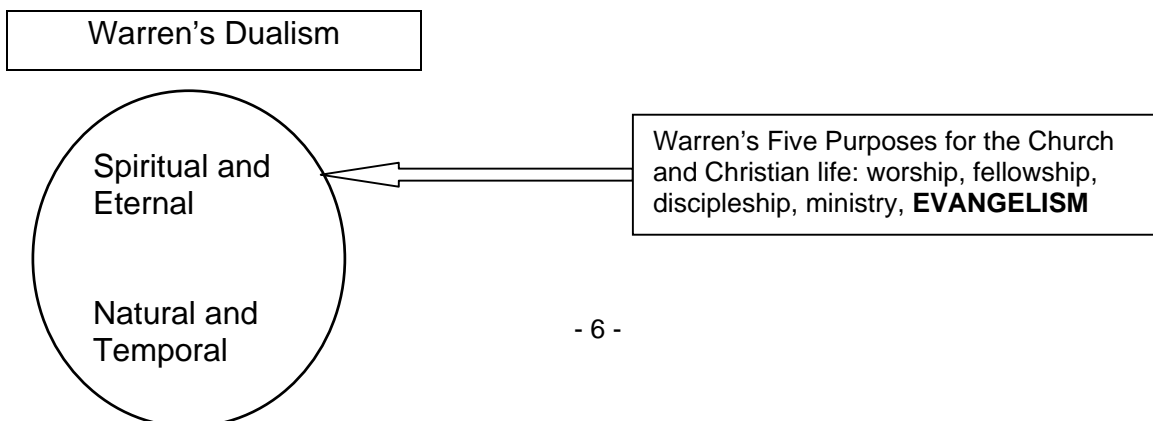 Warren’s Dualism
Spiritual and
Eternal
Warren’s Five Purposes for the Church
and Christian life: worship, fellowship,
discipleship, ministry, EVANGELISM
Natural and
Temporal
- 6 -